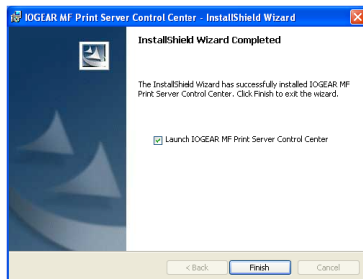 IOGEAR MF Print Server Control Center - InstallShield Wizard
InstallShield Wizard Completed
The InstallShield Wizard has successfully installed IOGEAR MF
Print Server Control Center. Click Finish to exit the wizard.
Launch IOGEAR MF Print Server Control Center
< Back
Finish
Cancel